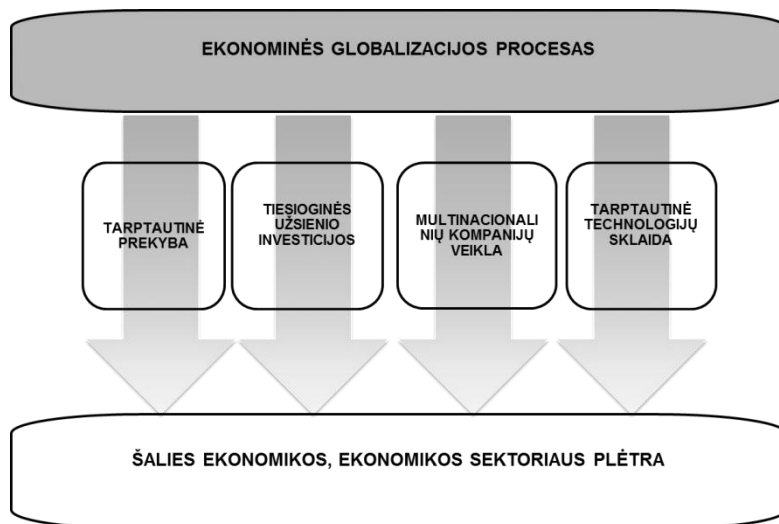 EKONOMINĖS GLOBALIZACIJOS PROCESAS
TARPTAUTINĖ
PREKYBA
TIESIOGINĖS
UŽSIENIO
INVESTICIJOS
MULTINACIONALI
NIŲ KOMPANIJŲ
VEIKLA
TARPTAUTINĖ
TECHNOLOGIJŲ
SKLAIDA
ŠALIES EKONOMIKOS, EKONOMIKOS SEKTORIAUS PLĖTRA